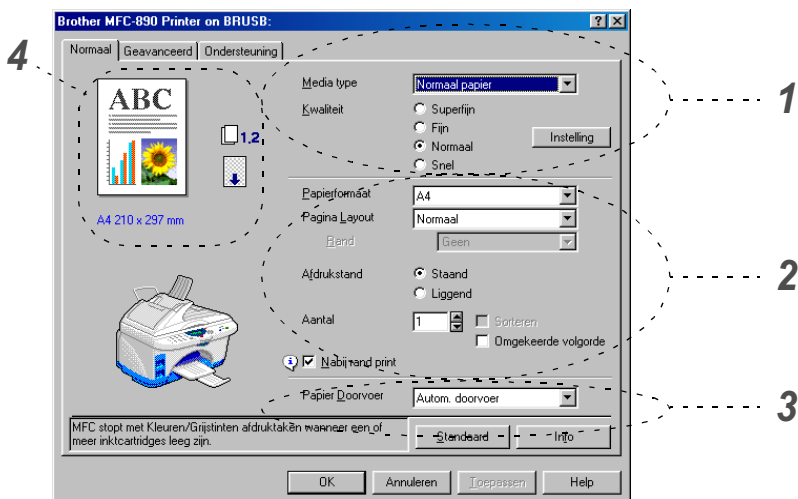 Brother MFC-890 Printer on BRUSB:
Normaal Geavanceerd Ondersteuning
4
1
ABC
1.2
A4 210 x 297 mm
Media type Normaal papier
Kwaliteit Superfijn
Fijn
Normaal
Snel
Instelling
Papierformaat A4
Pagina Layout Normaal
Rand Geen
Afdrukstand Staand
Liggend
2
Aantal 1 Sorteren
Omgekeerde volgorde
Nabij rand print
Papier Doorvoer Autom. doorvoer
3
MFC stopt met Kleuren/Grijstinten afdruktaken wanneer een of
meer inktcartridges leeg zijn.
Standaard Info
OK Annuleren Toepassen Help